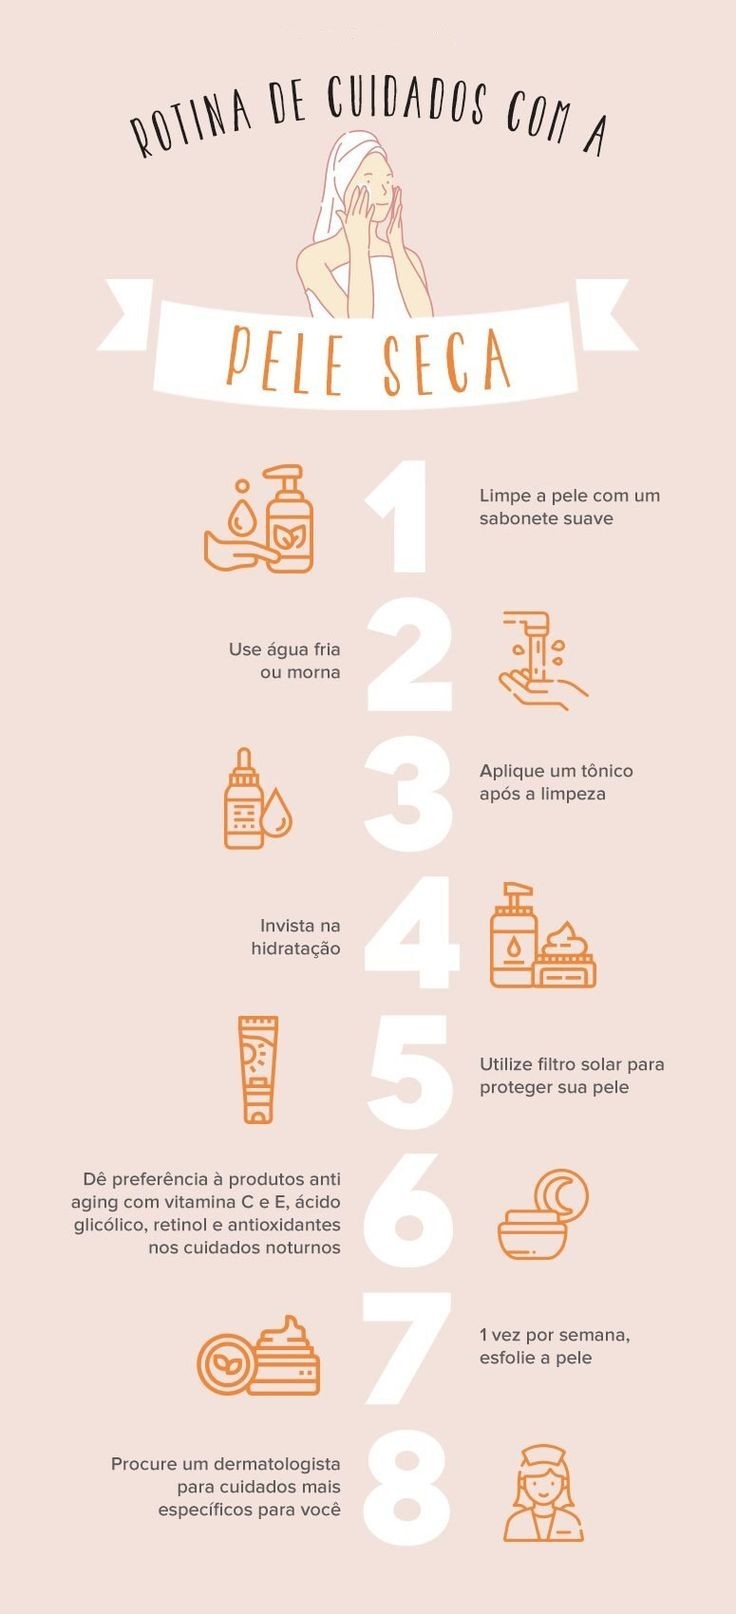 ROTINA DE CUIDADOS COM A
PELE SECA
1
Limpe a pele com um
sabonete suave
Use água fria
ou morna
2
3
Aplique um tônico
após a limpeza
Invista na
hidratação
4
5
Utilize filtro solar para
proteger sua pele
Dê preferência à produtos anti
aging com vitamina C e E, ácido
glicólico, retinol e antioxidantes
nos cuidados noturnos
6
7
1 vez por semana,
esfolie a pele
Procure um dermatologista
para cuidados mais
específicos para você
8